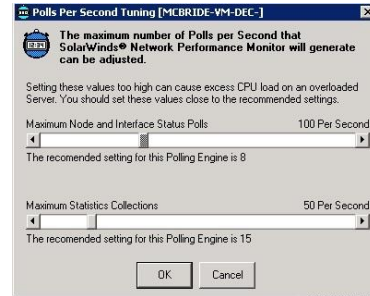 Polls Per Second Tuning [MCBRIDE-VM-DEC-]
The maximum number of Polls per Second that
SolarWinds® Network Performance Monitor will generate
can be adjusted.
Setting these values too high can cause excess CPU load on an overloaded
Server. You should set these values close to the recommended settings.
Maximum Node and Interface Status Polls 100 Per Second
The recomended setting for this Polling Engine is 8
Maximum Statistics Collections 50 Per Second
The recomended setting for this Polling Engine is 15
OK Cancel